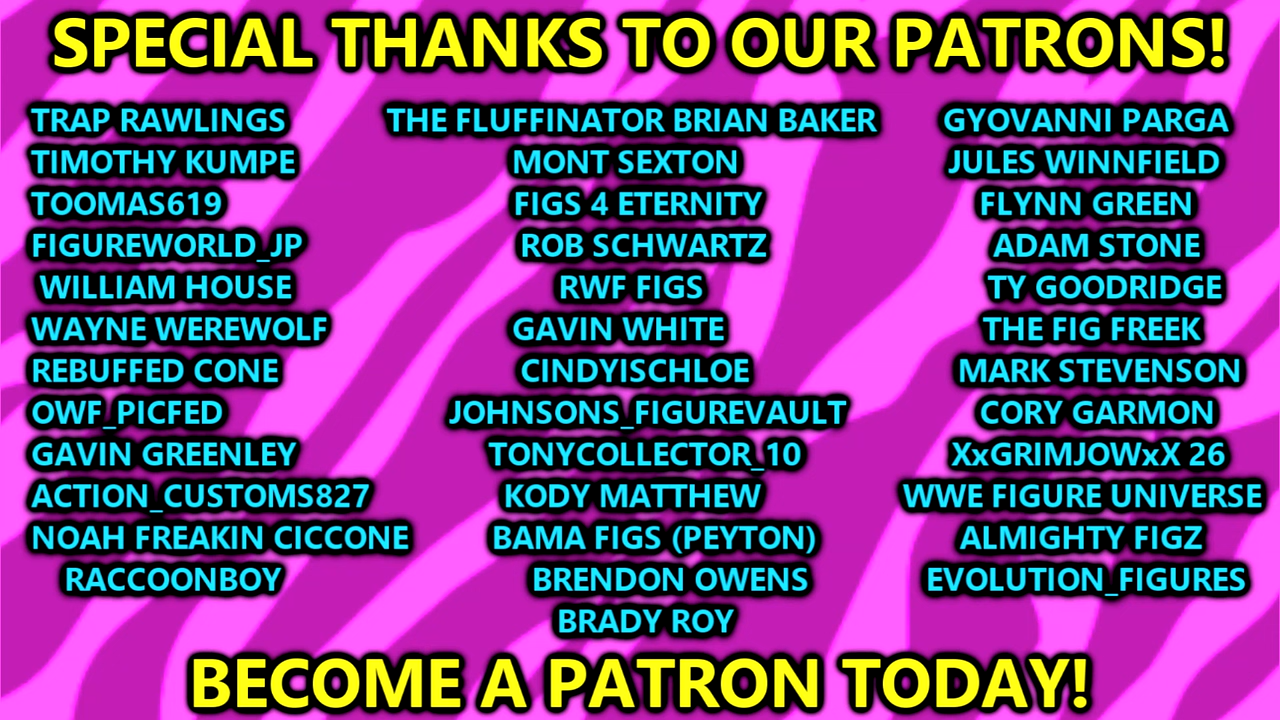 SPECIAL THANKS TO OUR PATRONS!
TRAP RAWLINGS
TIMOTHY KUMPE
TOOMAS619
FIGUREWORLD_JP
WILLIAM HOUSE
WAYNE WEREWOLF
REBUFFED CONE
OWF_PICFED
GAVIN GREENLEY
ACTION_CUSTOMS827
NOAH FREAKIN CICCONE
RACCOONBOY
THE FLUFFINATOR BRIAN BAKER
MONT SEXTON
FIGS 4 ETERNITY
ROB SCHWARTZ
RWF FIGS
GAVIN WHITE
CINDYISCHLOE
JOHNSONS_FIGUREVAULT
TONYCOLLECTOR_10
KODY MATTHEW
BAMA FIGS (PEYTON)
BRENDON OWENS
BRADY ROY
GYOVANNI PARGA
JULES WINNFIELD
FLYNN GREEN
ADAM STONE
TY GOODRIDGE
THE FIG FREEK
MARK STEVENSON
CORY GARMON
XxGRIMJOWxX 26
WWE FIGURE UNIVERSE
ALMIGHTY FIGZ
EVOLUTION_FIGURES
BECOME A PATRON TODAY!